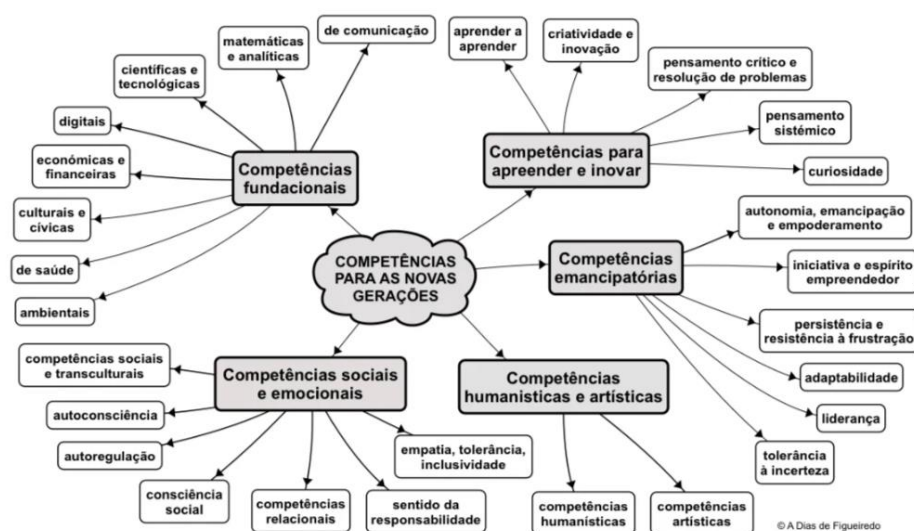 COMPETÊNCIAS
PARA AS NOVAS
GERAÇÕES
Competências
fundacionais
de comunicação
matemáticas
e analíticas
científicas e
tecnológicas
digitais
económicas e
financeiras
culturais e
cívicas
de saúde
ambientais
Competências para
apreender e inovar
aprender a
aprender
criatividade e
inovação
pensamento crítico e
resolução de problemas
pensamento
sistémico
curiosidade
Competências
emancipatórias
autonomia, emancipação
e empoderamento
iniciativa e espírito
empreendedor
persistência e
resistência à frustração
adaptabilidade
liderança
tolerância
à incerteza
Competências
humanisticas e artísticas
competências
humanísticas
competências
artísticas
Competências sociais
e emocionais
competências sociais
e transculturais
autoconsciência
autoregulação
consciência
social
competências
relacionais
sentido da
responsabilidade
empatia, tolerância,
inclusividade
© A Dias de Figueiredo